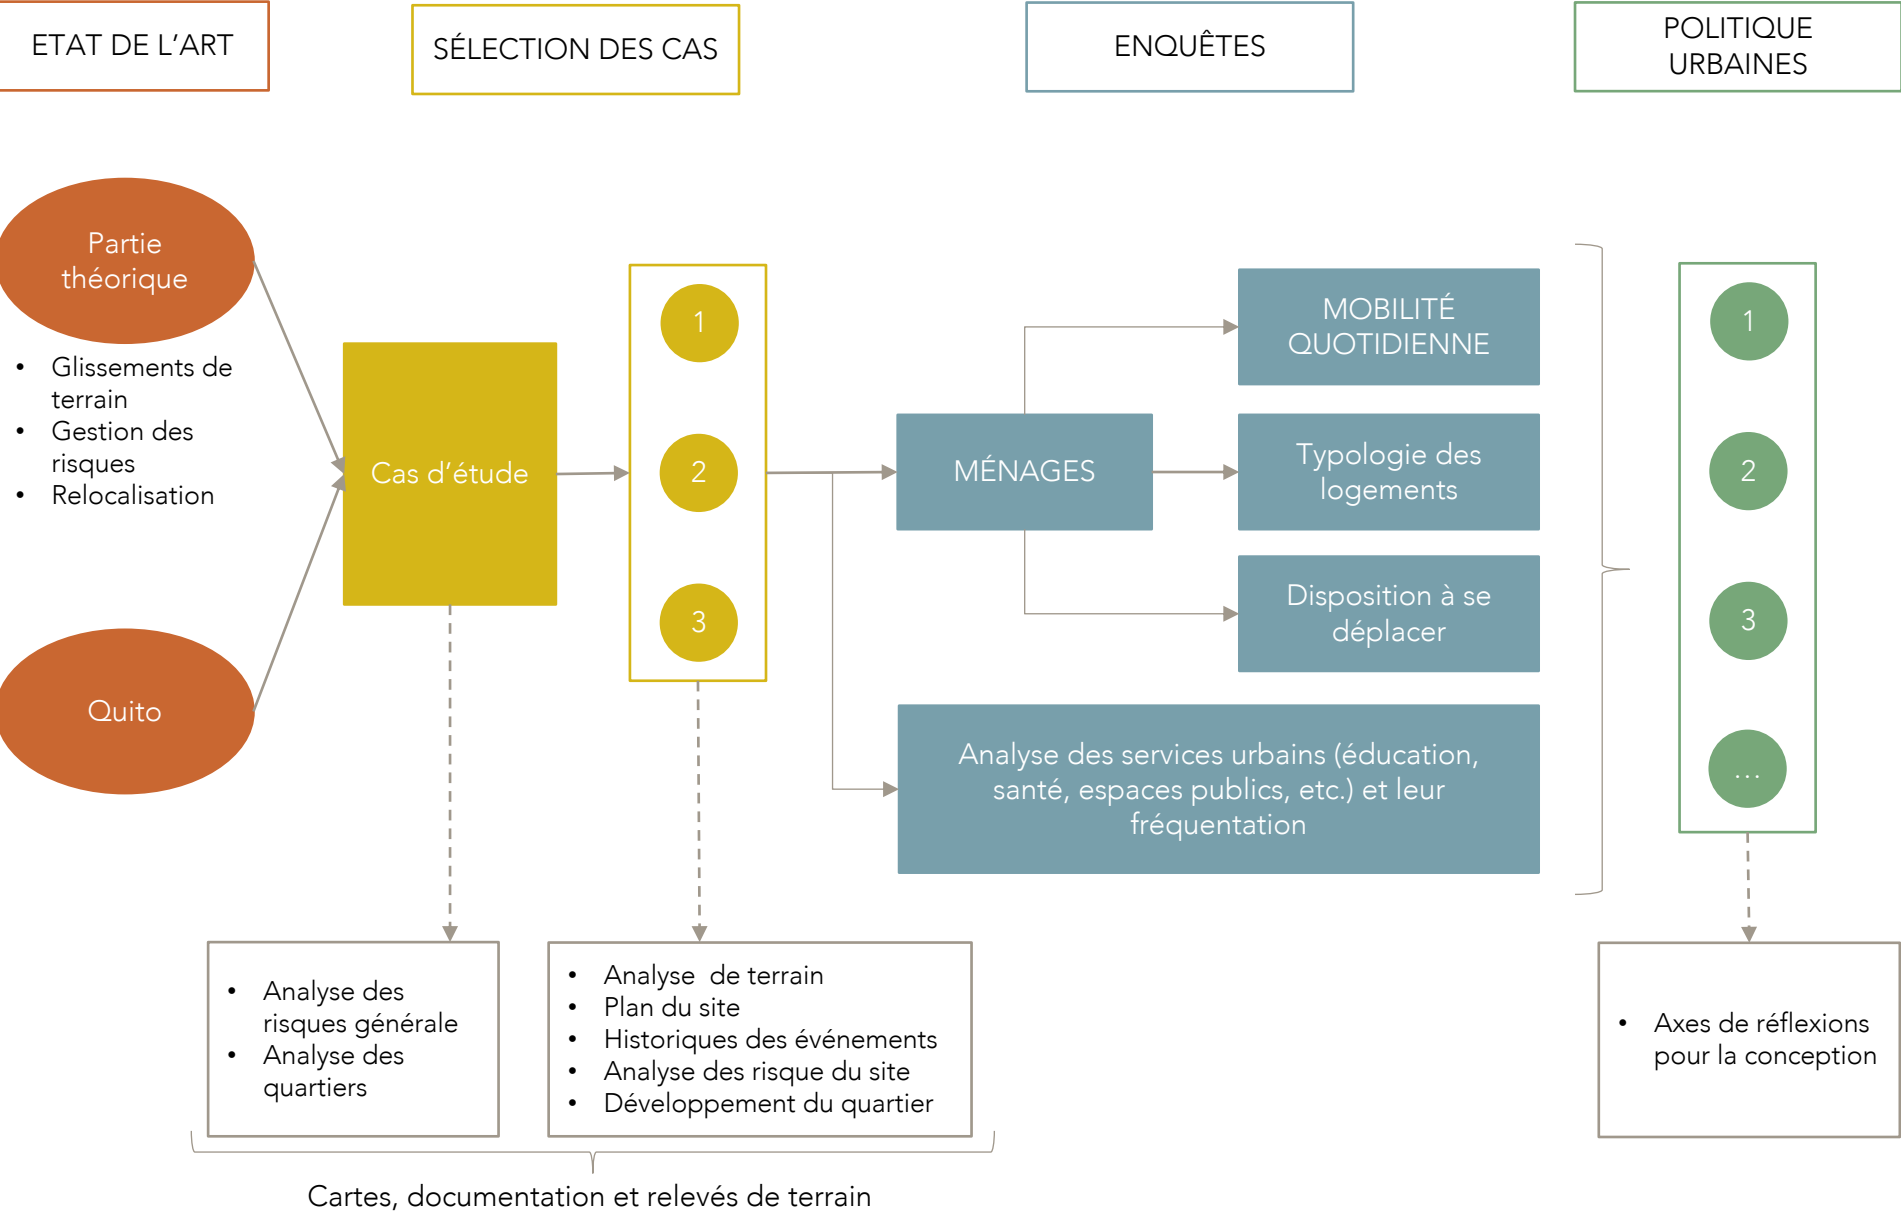 ETAT DE L'ART
SÉLECTION DES CAS
ENQUÊTES
POLITIQUE
URBAINES
Partie
théorique
• Glissements de
terrain
• Gestion des
risques
• Relocalisation
Quito
Cas d'étude
1
2
3
MÉNAGES
MOBILITÉ
QUOTIDIENNE
Typologie des
logements
Disposition à se
déplacer
Analyse des services urbains (éducation,
santé, espaces publics, etc.) et leur
fréquentation
1
2
3
...
• Analyse des
risques générale
• Analyse des
quartiers
• Analyse de terrain
• Plan du site
• Historiques des événements
• Analyse des risque du site
• Développement du quartier
• Axes de réflexions
pour la conception
Cartes, documentation et relevés de terrain